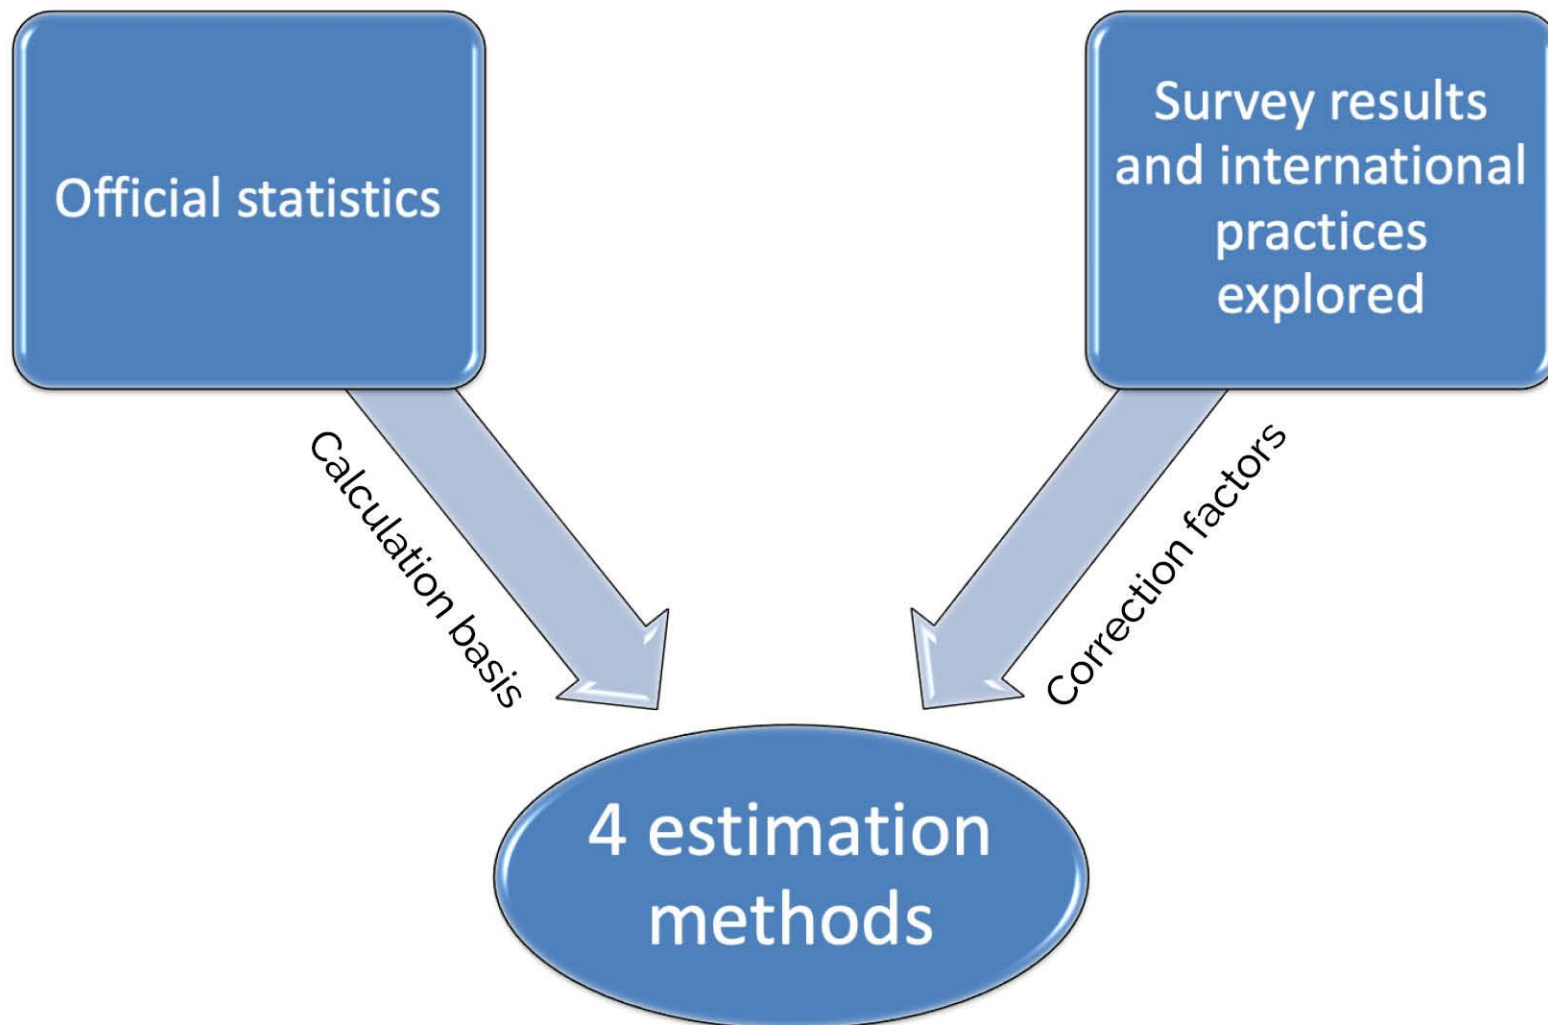 Official statistics
Survey results
and international
practices
explored
Calculation basis
Correction factors
4 estimation
methods